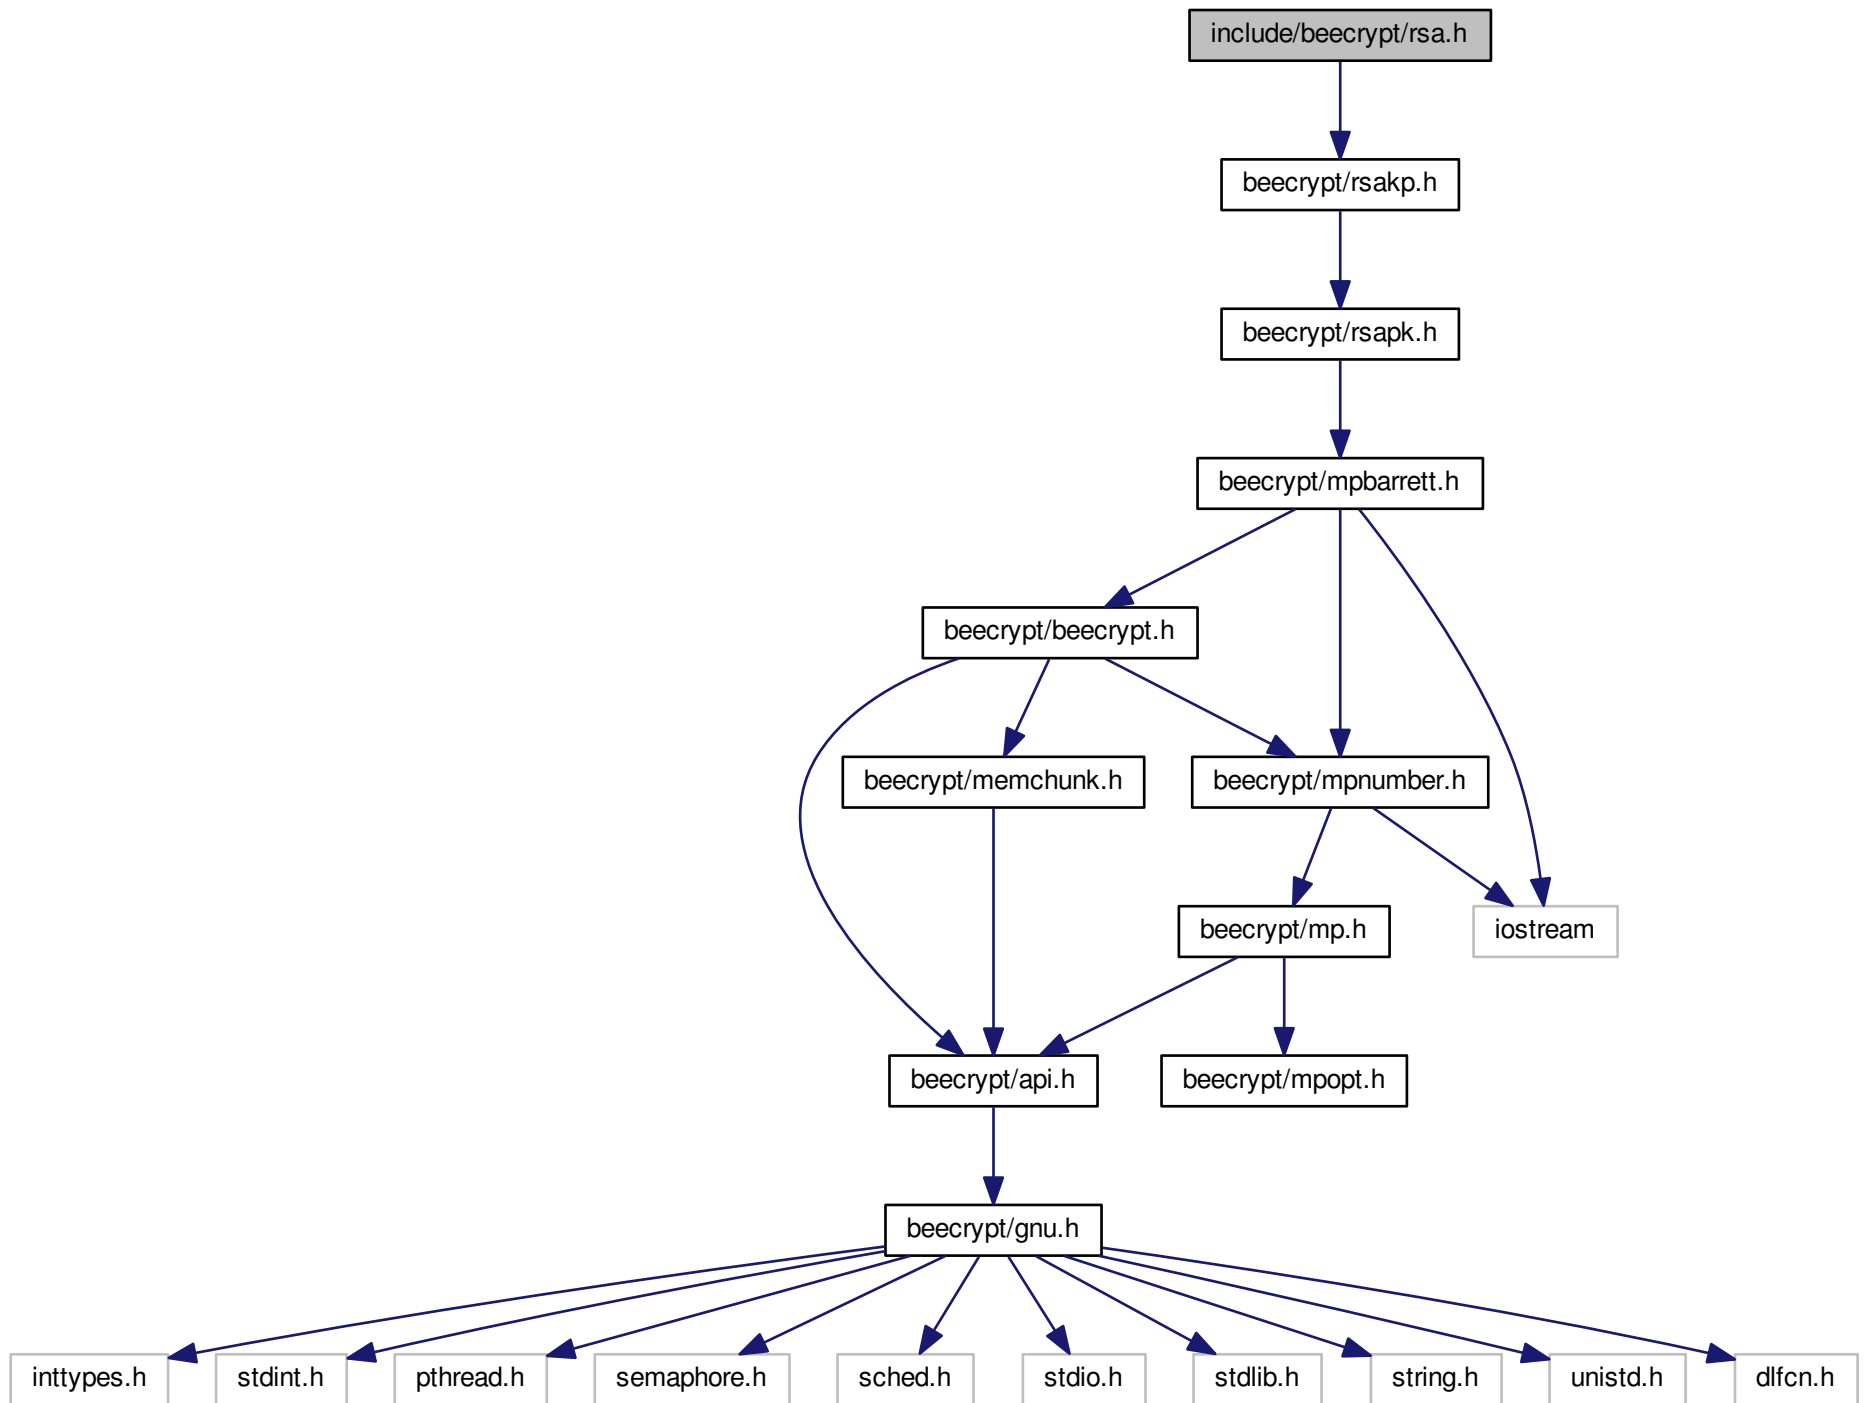 include/beecrypt/rsa.h
beecrypt/rsakp.h
beecrypt/rsapk.h
beecrypt/mpbarrett.h
beecrypt/beecrypt.h
beecrypt/memchunk.h
beecrypt/mpnumber.h
beecrypt/mp.h
iostream
beecrypt/api.h
beecrypt/mpopt.h
beecrypt/gnu.h
inttypes.h
stdint.h
pthread.h
semaphore.h
sched.h
stdio.h
stdlib.h
string.h
unistd.h
dlfcn.h